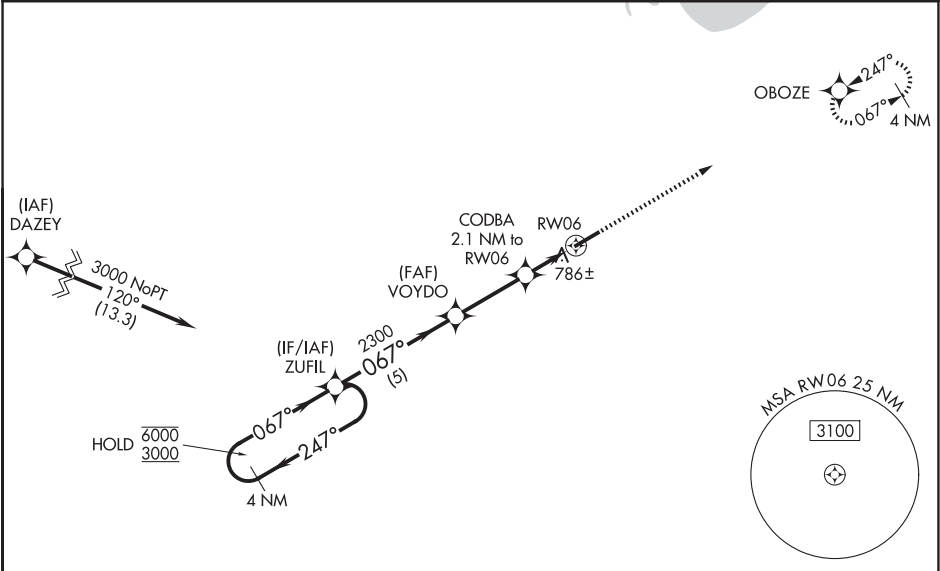 OBOZE
247°
067°
4 NM
(IAF)
DAZEY
3000 NoPT
120°
(13.3)
CODBA
2.1 NM to
RW06
RW06
786±
(FAF)
VOYDO
(IF/IAF)
ZUFIL
2300
067°
(5)
HOLD 6000
3000
067°
247°
4 NM
MSA RW06 25 NM
3100